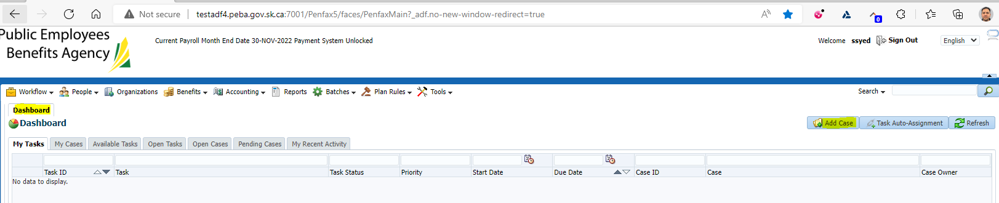 Not secure testadf4.peba.gov.sk.ca:7001/Penfax5/faces/PenfaxMain?_adf.no-new-window-redirect=true
0
Public Employees
Benefits Agency
Current Payroll Month End Date 30-NOV-2022 Payment System Unlocked
Welcome ssyed Sign Out English
Workflow People Organizations Benefits Accounting Reports Batches Plan Rules Tools Search
Dashboard
Dashboard Add Case Task Auto-Assignment Refresh
My Tasks My Cases Available Tasks Open Tasks Open Cases Pending Cases My Recent Activity
Task ID Task Task Status Priority Start Date Due Date Case ID Case Case Owner
No data to display.